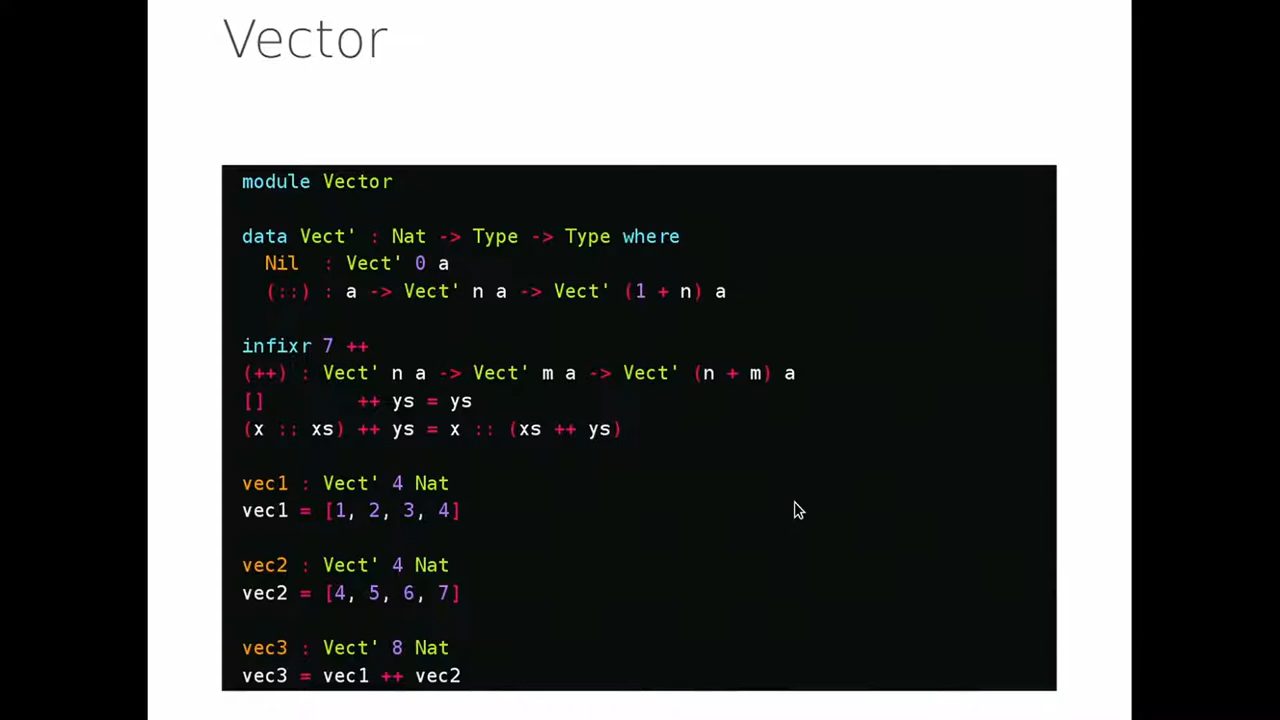 Vector
module Vector
data Vect' : Nat -> Type -> Type where
  Nil  : Vect' 0 a
  (::) : a -> Vect' n a -> Vect' (1 + n) a
infixr 7 ++
(++) : Vect' n a -> Vect' m a -> Vect' (n + m) a
[]        ++ ys = ys
(x :: xs) ++ ys = x :: (xs ++ ys)
vec1 : Vect' 4 Nat
vec1 = [1, 2, 3, 4]
vec2 : Vect' 4 Nat
vec2 = [4, 5, 6, 7]
vec3 : Vect' 8 Nat
vec3 = vec1 ++ vec2